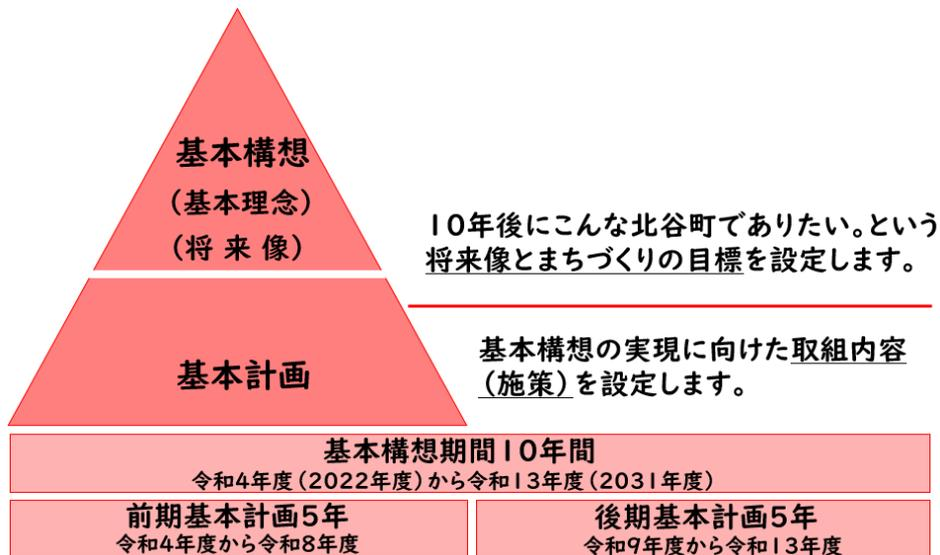 基本構想
（基本理念）
（将 来 像）
10年後にこんな北谷町でありたい。という
将来像とまちづくりの目標を設定します。
基本計画
基本構想の実現に向けた取組内容
（施策）を設定します。
基本構想期間10年間
令和4年度（2022年度）から令和13年度（2031年度）
前期基本計画5年
令和4年度から令和8年度
後期基本計画5年
令和9年度から令和13年度